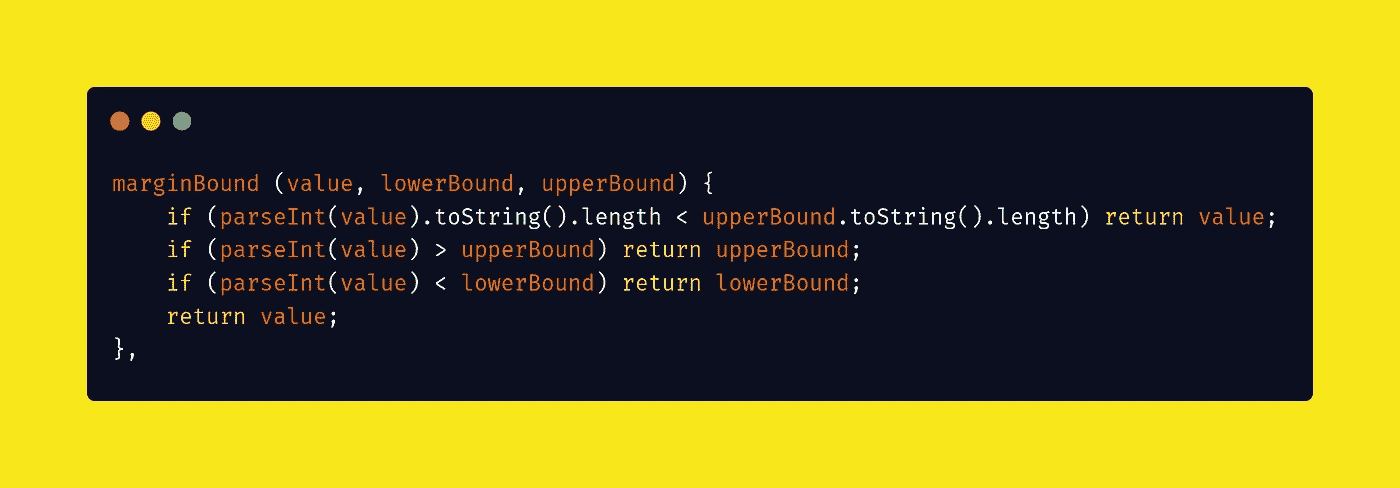 marginBound (value, lowerBound, upperBound) {
    if (parseInt(value).toString().length < upperBound.toString().length) return value;
    if (parseInt(value) > upperBound) return upperBound;
    if (parseInt(value) < lowerBound) return lowerBound;
    return value;
},